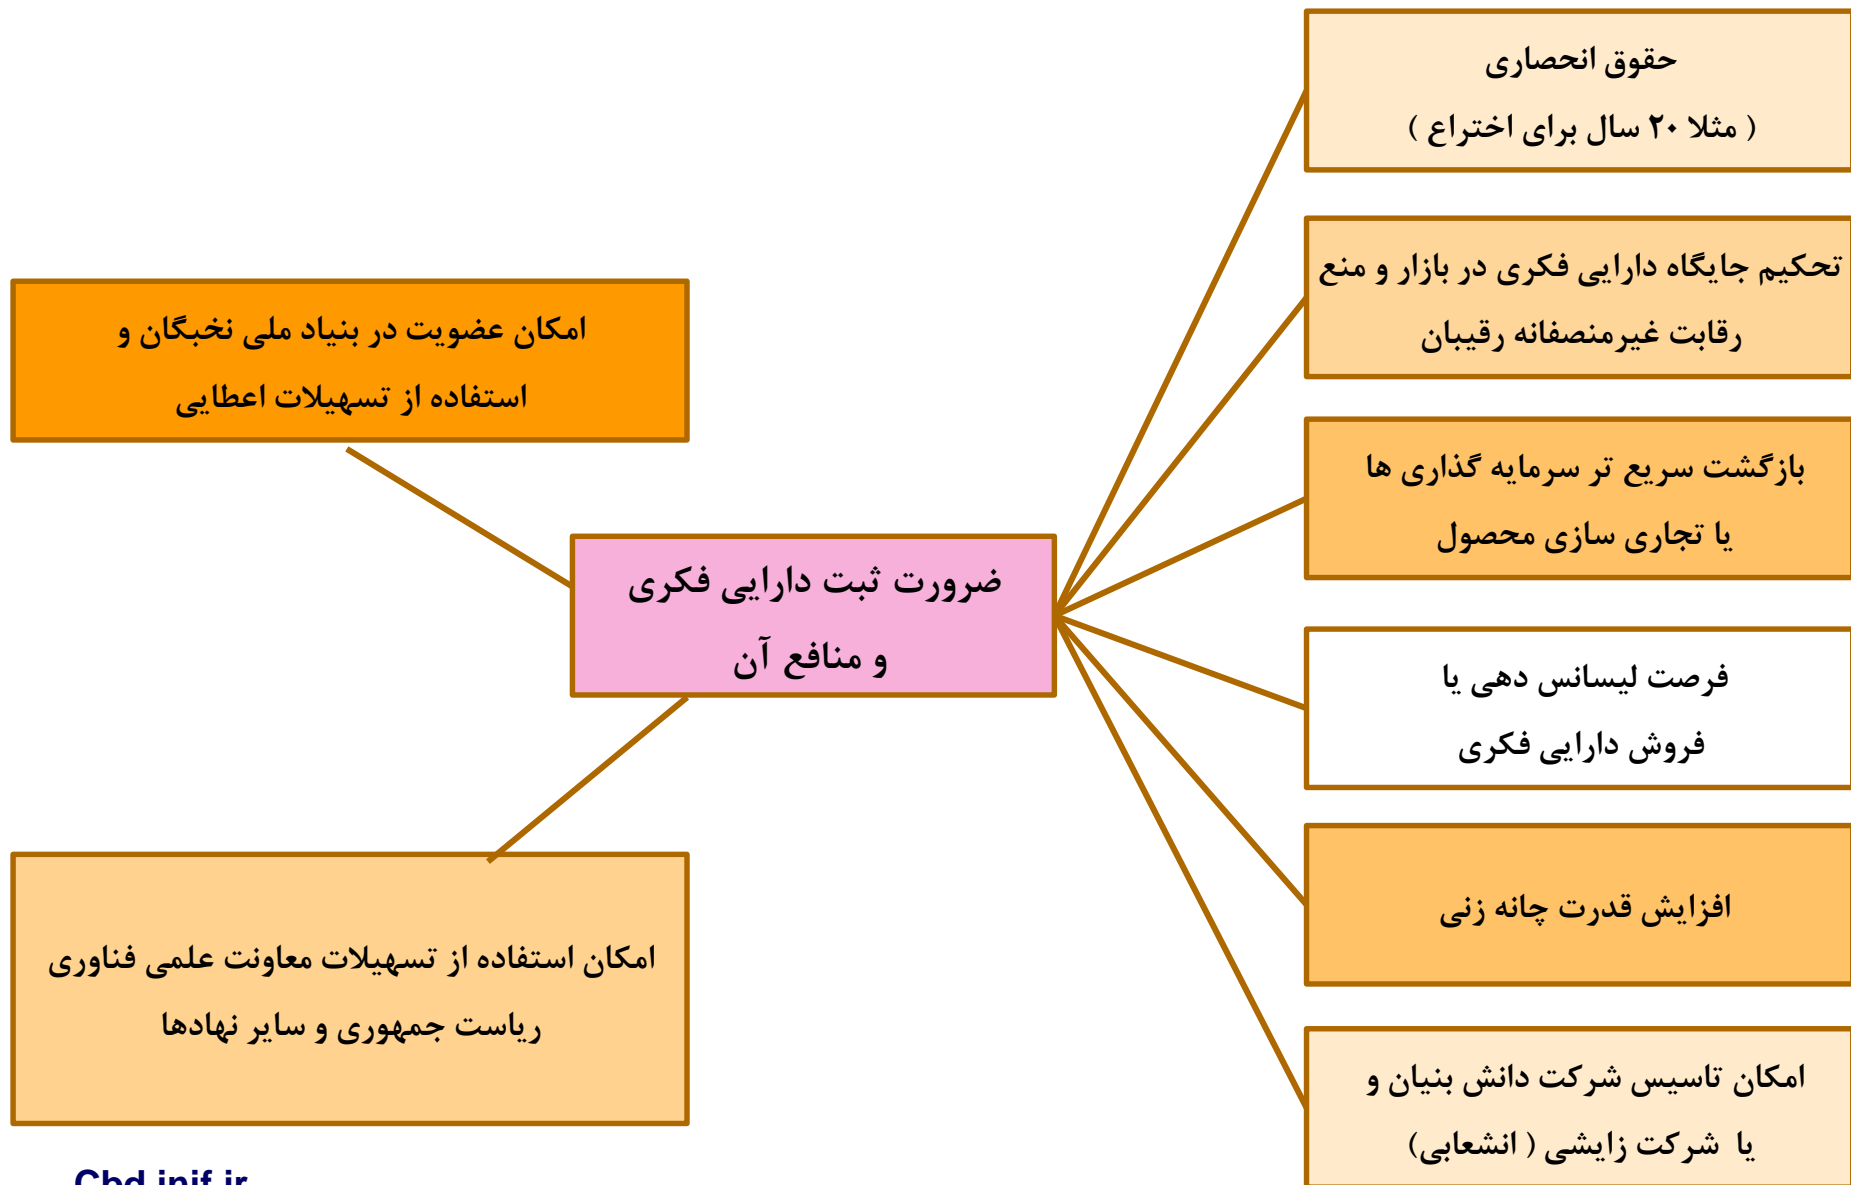 حقوق انحصاری
( مثلا ۲۰ سال برای اختراع )
تحکیم جایگاه دارایی فکری در بازار و منع
رقابت غیرمنصفانه رقیبان
بازگشت سریع تر سرمایه گذاری ها
یا تجاری سازی محصول
فرصت لیسانس دهی یا
فروش دارایی فکری
افزایش قدرت چانه زنی
امکان تاسیس شرکت دانش بنیان و
یا شرکت زایشی ( انشعابی)
ضرورت ثبت دارایی فکری
و منافع آن
امکان عضویت در بنیاد ملی نخبگان و
استفاده از تسهیلات اعطایی
امکان استفاده از تسهیلات معاونت علمی فناوری
ریاست جمهوری و سایر نهادها
Cbd.inif.ir